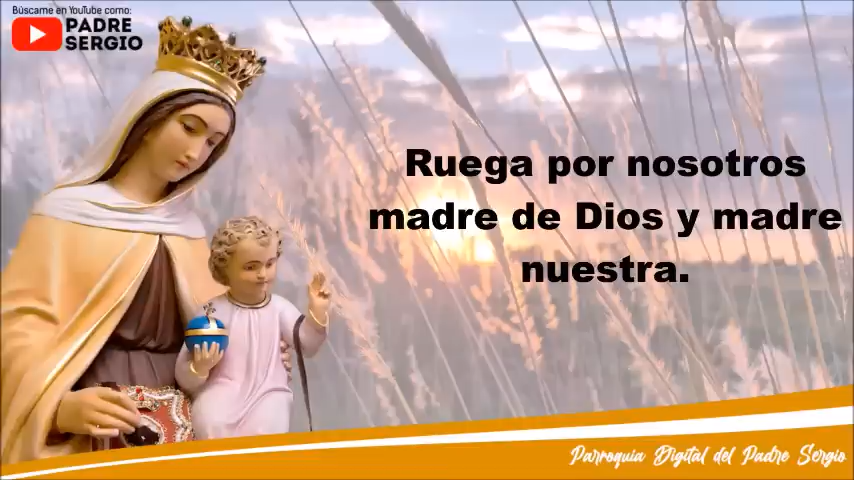 Búscame en YouTube como:
PADRE
SERGIO
Ruega por nosotros
madre de Dios y madre
nuestra.
Parroquia Digital del Padre Sergio